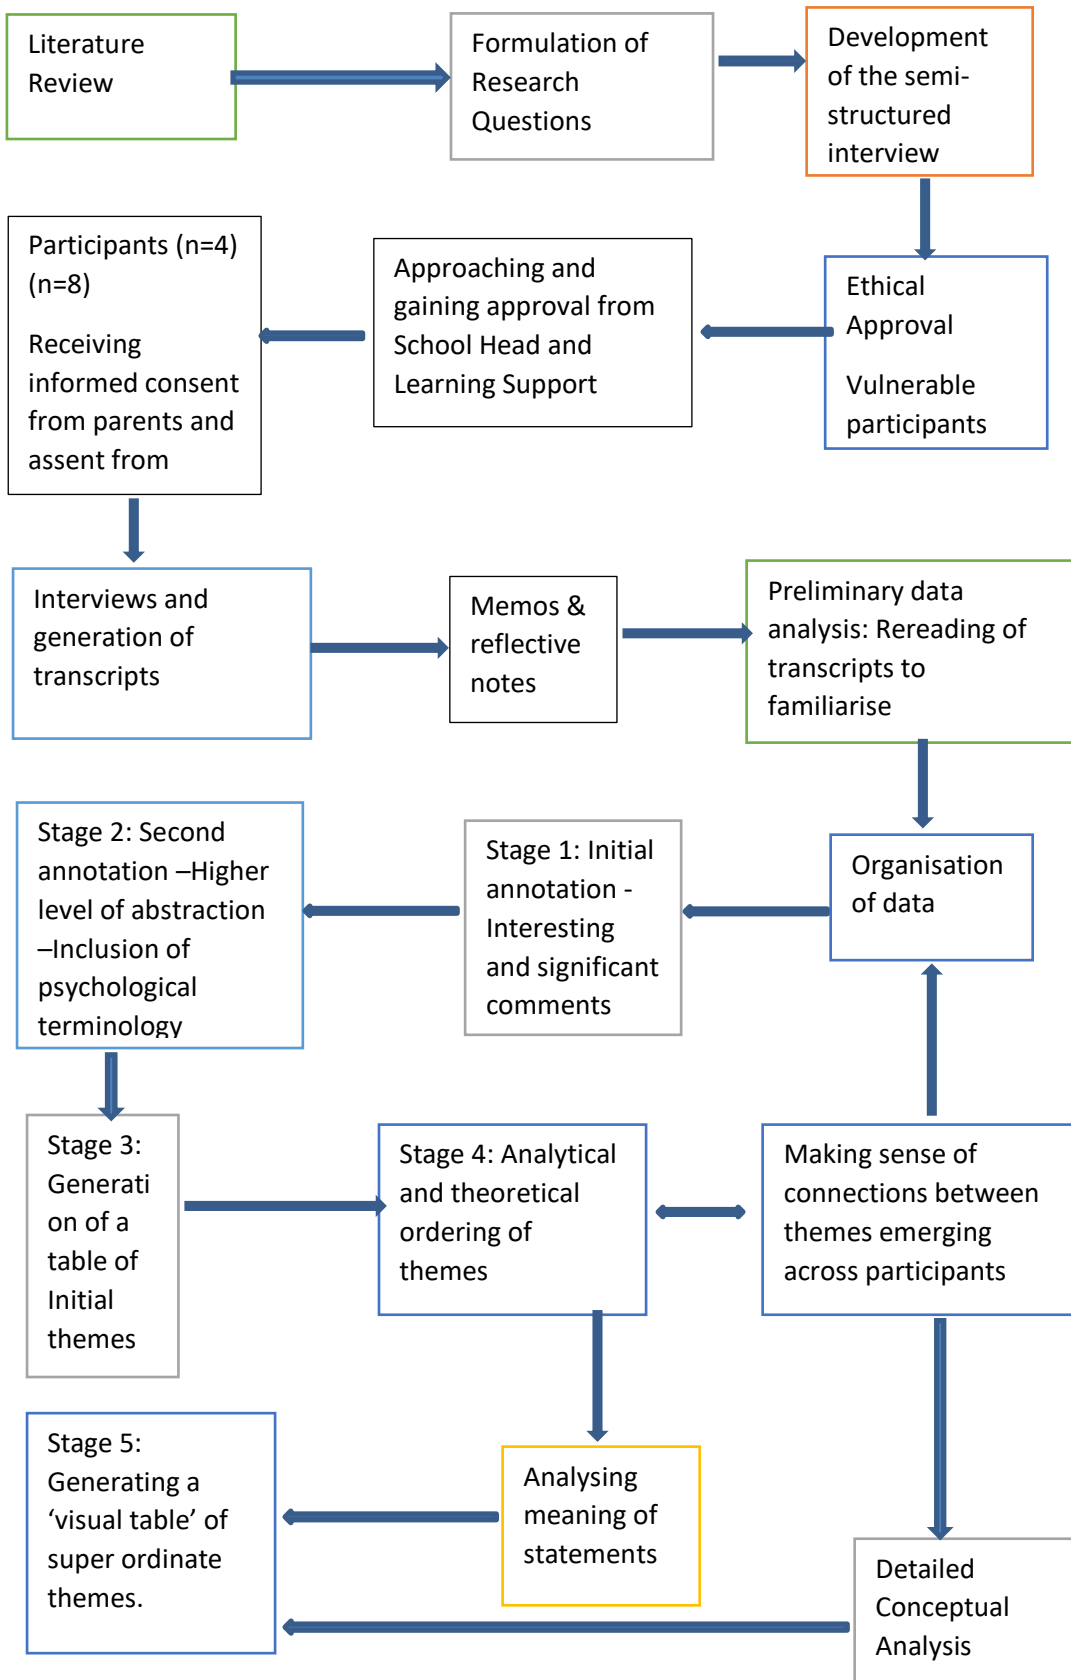 Literature
Review
Formulation of
Research
Questions
Development
of the semi-
structured
interview
Participants (n=4)
(n=8)
Receiving
informed consent
from parents and
assent from
Approaching and
gaining approval from
School Head and
Learning Support
Ethical
Approval
Vulnerable
participants
Interviews and
generation of
transcripts
Memos &
reflective
notes
Preliminary data
analysis: Rereading of
transcripts to
familiarise
Stage 2: Second
annotation –Higher
level of abstraction
–Inclusion of
psychological
terminology
Stage 1: Initial
annotation -
Interesting
and significant
comments
Organisation
of data
Stage 3:
Generati
on of a
table of
Initial
themes
Stage 4: Analytical
and theoretical
ordering of
themes
Making sense of
connections between
themes emerging
across participants
Stage 5:
Generating a
‘visual table’ of
super ordinate
themes.
Analysing
meaning of
statements
Detailed
Conceptual
Analysis